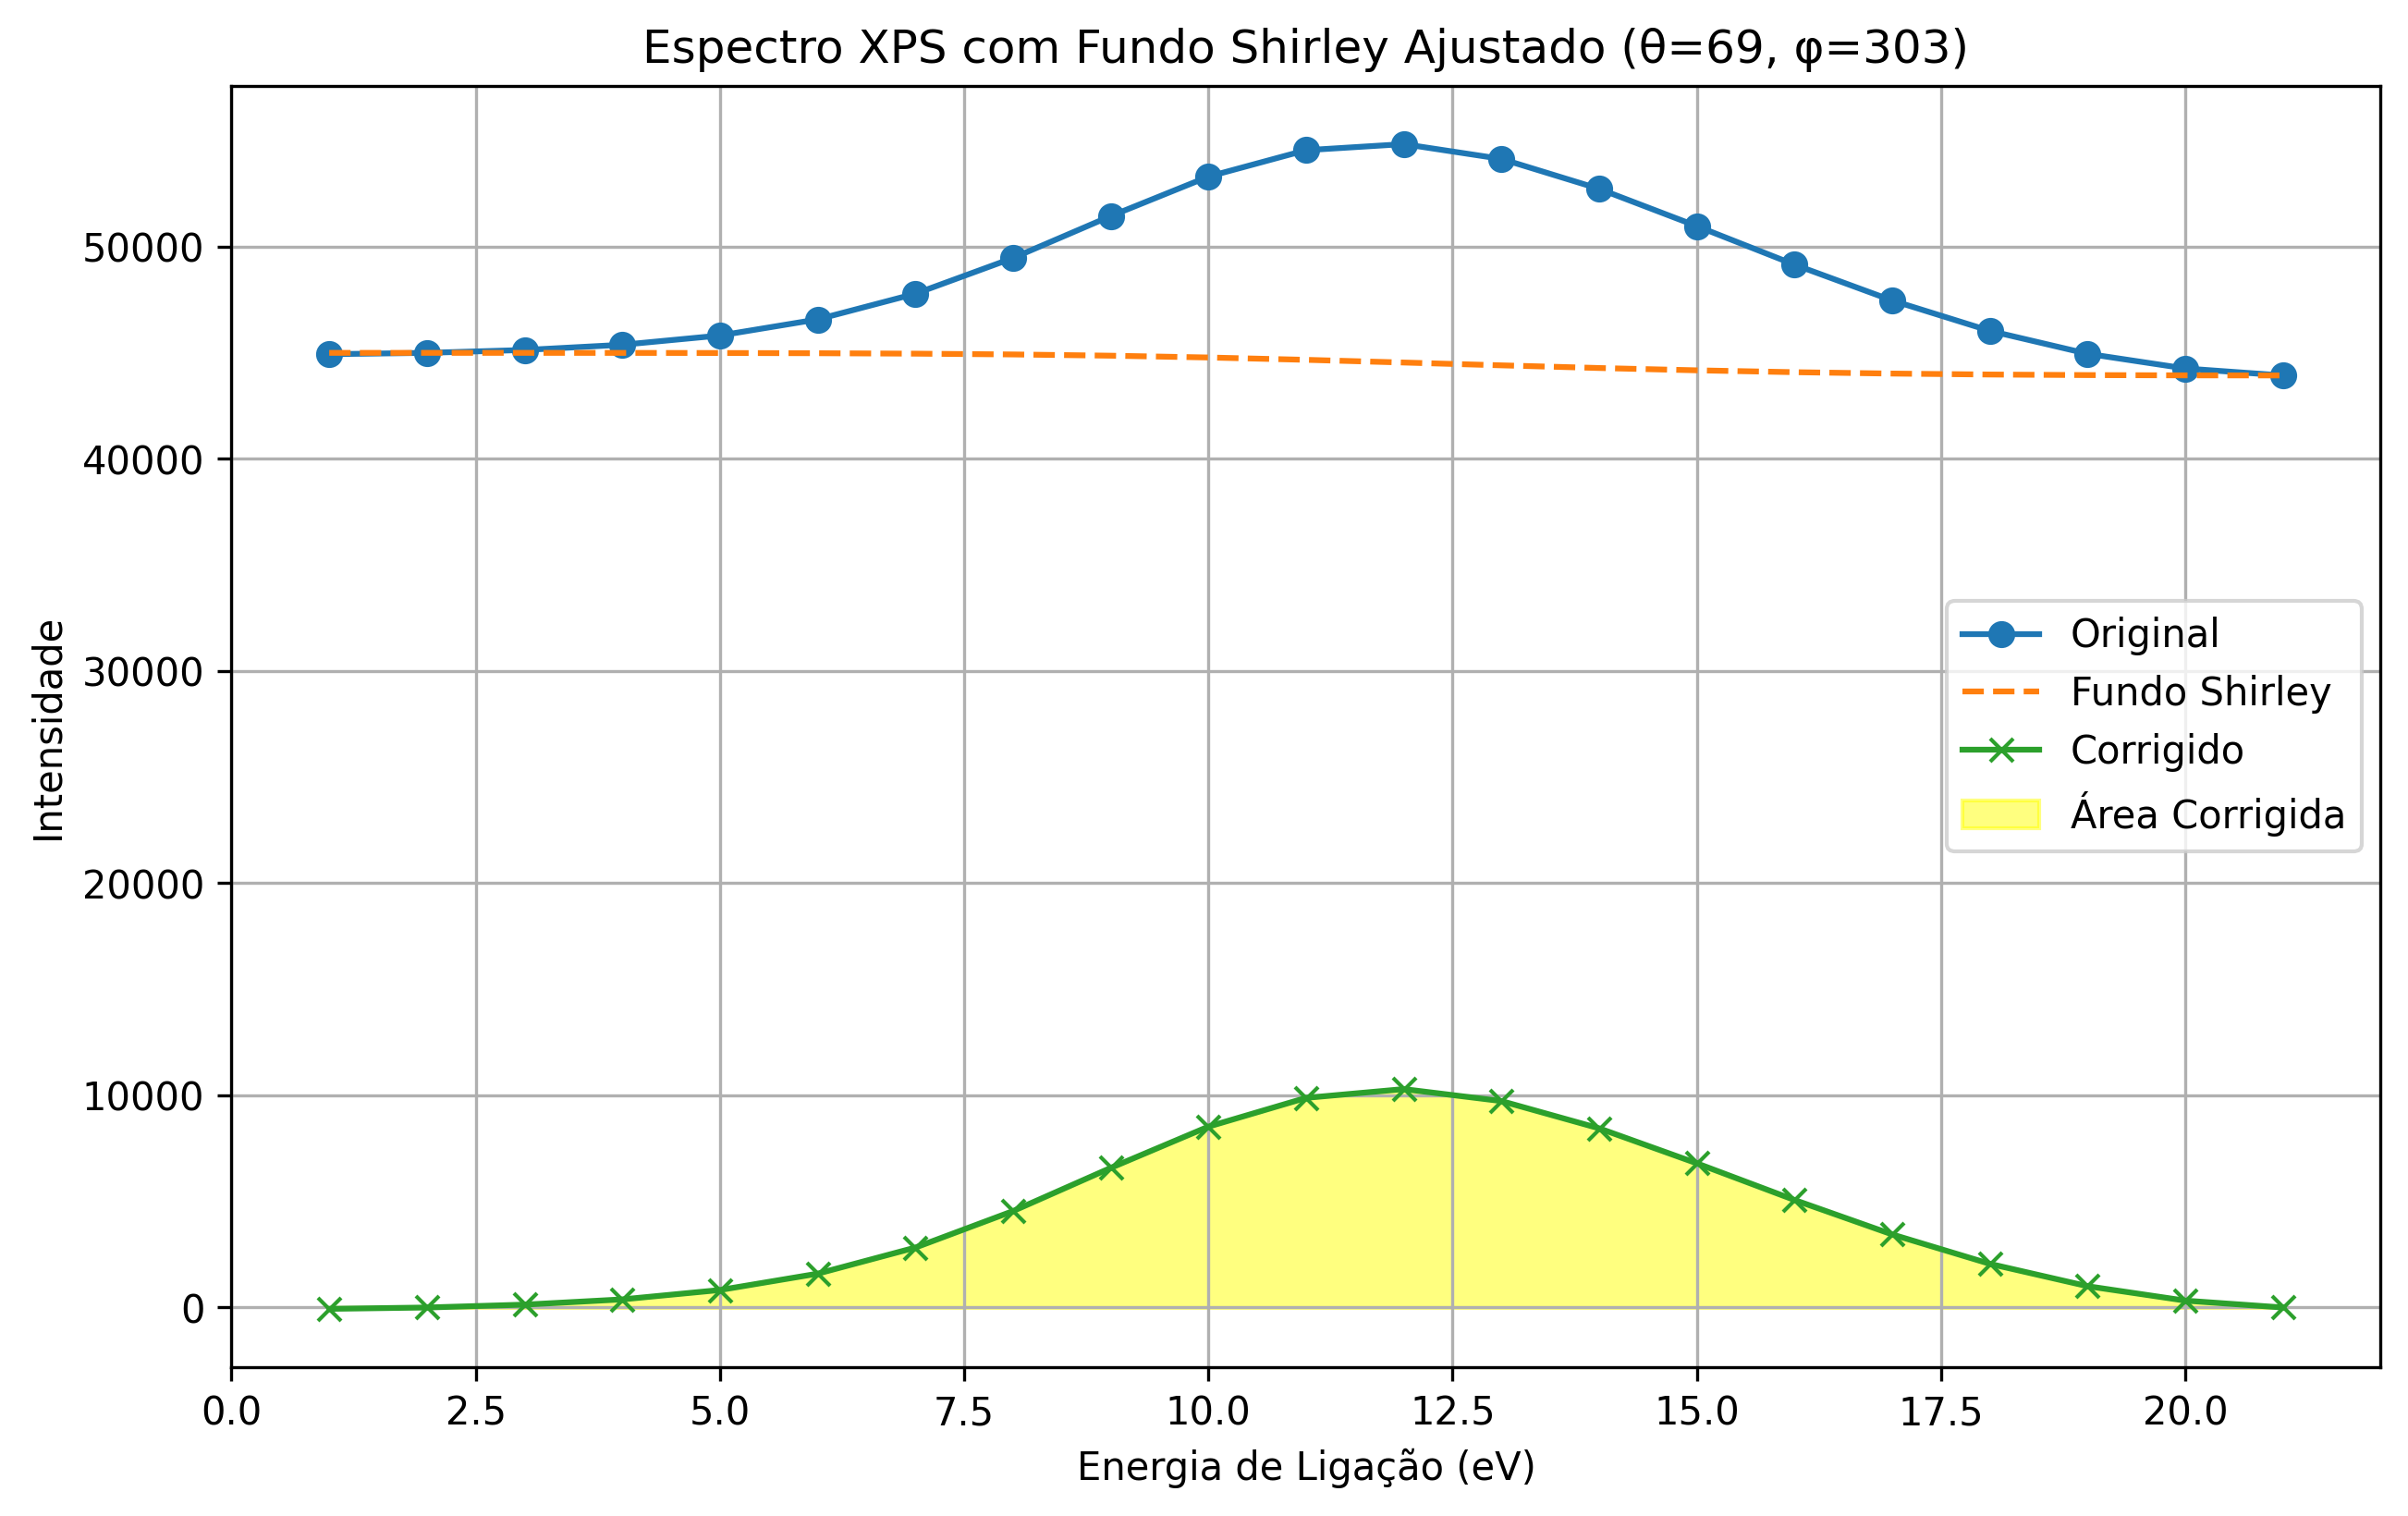 Espectro XPS com Fundo Shirley Ajustado (θ=69, φ=303)
Intensidade
50000
40000
30000
20000
10000
0
Original
Fundo Shirley
Corrigido
Área Corrigida
0.0 2.5 5.0 7.5 10.0 12.5 15.0 17.5 20.0
Energia de Ligação (eV)